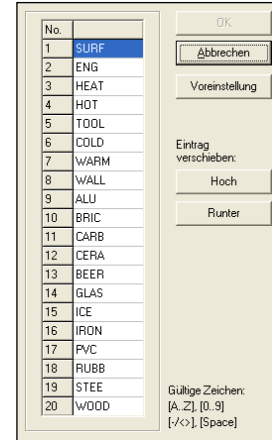 No.
1 SURF
2 ENG
3 HEAT
4 HOT
5 TOOL
6 COLD
7 WARM
8 WALL
9 ALU
10 BRIC
11 CARB
12 CERA
13 BEER
14 GLAS
15 ICE
16 IRON
17 PVC
18 RUBB
19 STEE
20 WOOD
OK
Abbrechen
Voreinstellung
Eintrag
verschieben:
Hoch
Runter
Gültige Zeichen:
[A..Z], [0..9]
[-/<>], [Space]